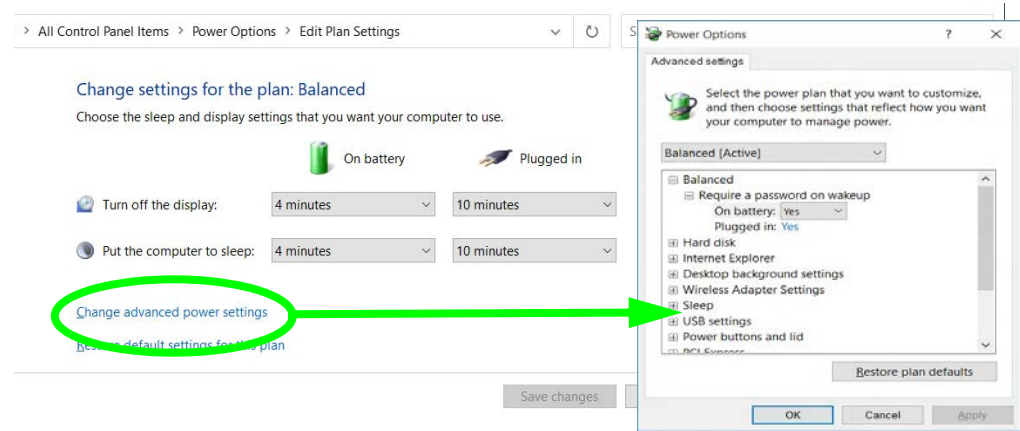 > All Control Panel Items > Power Options > Edit Plan Settings
S
Change settings for the plan: Balanced
Choose the sleep and display settings that you want your computer to use.
On battery Plugged in
Turn off the display: 4 minutes 10 minutes
Put the computer to sleep: 4 minutes 10 minutes
Change advanced power settings
Restore default settings for this plan
Save changes
Power Options ? ×
Advanced settings
Select the power plan that you want to customize,
and then choose settings that reflect how you want
your computer to manage power.
Balanced [Active]
Balanced
Require a password on wakeup
On battery: Yes
Plugged in: Yes
Hard disk
Internet Explorer
Desktop background settings
Wireless Adapter Settings
Sleep
USB settings
Power buttons and lid
PCI Express
Restore plan defaults
OK Cancel Apply